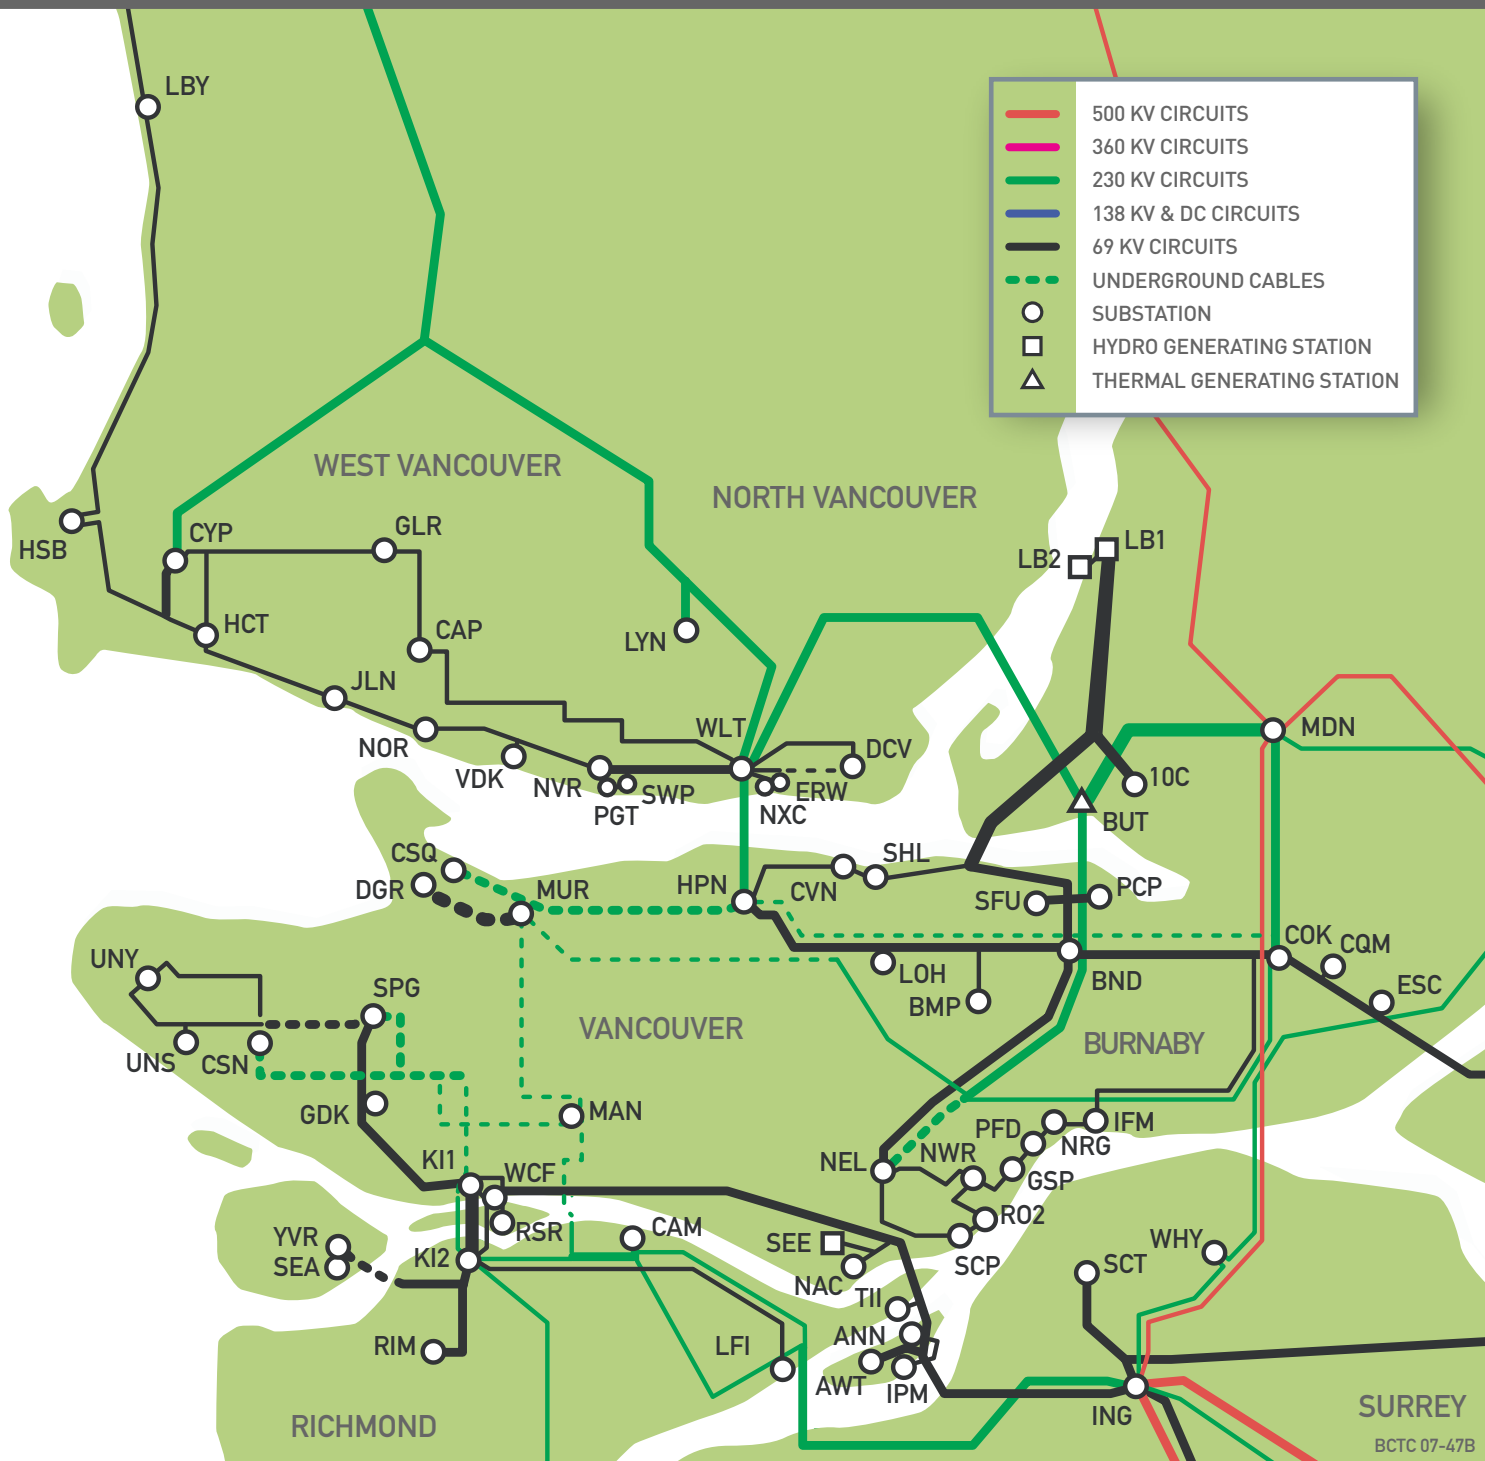 LBY
500 KV CIRCUITS
360 KV CIRCUITS
230 KV CIRCUITS
138 KV & DC CIRCUITS
69 KV CIRCUITS
UNDERGROUND CABLES
SUBSTATION
HYDRO GENERATING STATION
THERMAL GENERATING STATION
WEST VANCOUVER
NORTH VANCOUVER
HSB
CYP
GLR
LB2
LB1
HCT
CAP
LYN
JLN
NOR
WLT
DCV
MDN
VDK
NVR
PGT
SWP
NXC
ERW
10C
BUT
CSQ
DGR
MUR
HPN
CVN
SHL
SFU
PCP
COK
CQM
ESC
UNY
SPG
LOH
BMP
BND
VANCOUVER
BURNABY
UNS
CSN
GDK
MAN
PFD
NRG
IFM
KI1
WCF
NEL
NWR
GSP
RO2
SCP
YVR
SEA
KI2
RSR
CAM
SEE
NAC
WHY
SCT
TII
ANN
RIM
LFI
AWT
IPM
ING
RICHMOND
SURREY
BCTC 07-47B